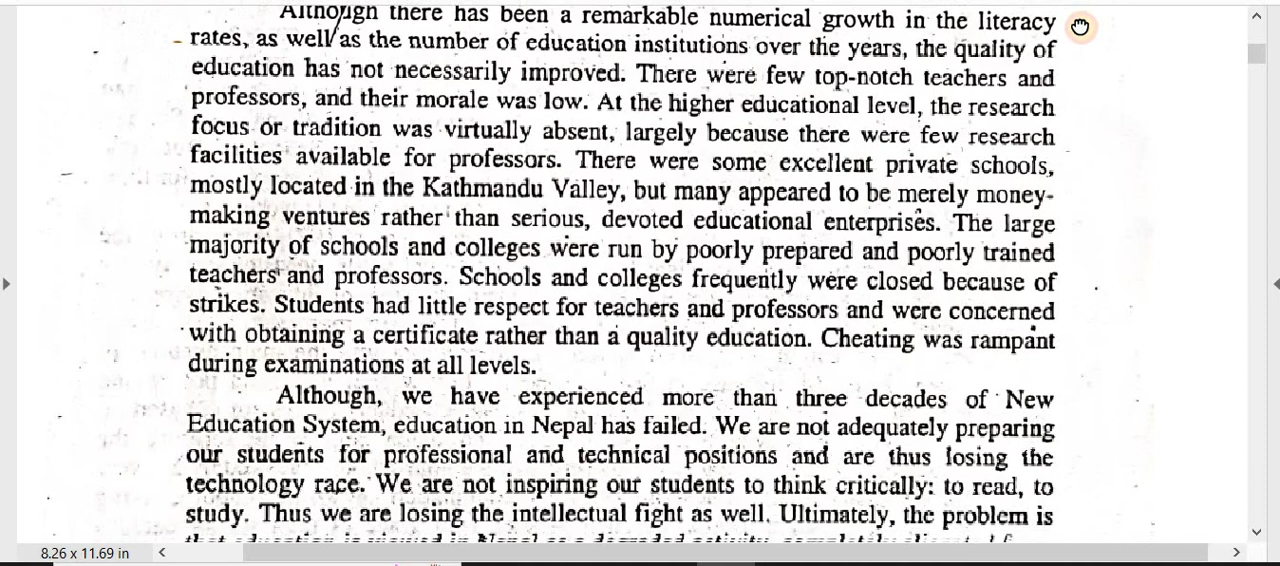 Although there has been a remarkable numerical growth in the literacy
rates, as well as the number of education institutions over the years, the quality of
education has not necessarily improved. There were few top-notch teachers and
professors, and their morale was low. At the higher educational level, the research
focus or tradition was virtually absent, largely because there were few research
facilities available for professors. There were some excellent private schools,
mostly located in the Kathmandu Valley, but many appeared to be merely money-
making ventures rather than serious, devoted educational enterprises. The large
majority of schools and colleges were run by poorly prepared and poorly trained
teachers and professors. Schools and colleges frequently were closed because of
strikes. Students had little respect for teachers and professors and were concerned
with obtaining a certificate rather than a quality education. Cheating was rampant
during examinations at all levels.
Although, we have experienced more than three decades of New
Education System, education in Nepal has failed. We are not adequately preparing
our students for professional and technical positions and are thus losing the
technology race. We are not inspiring our students to think critically: to read, to
study. Thus we are losing the intellectual fight as well. Ultimately, the problem is
8.26 x 11.69 in